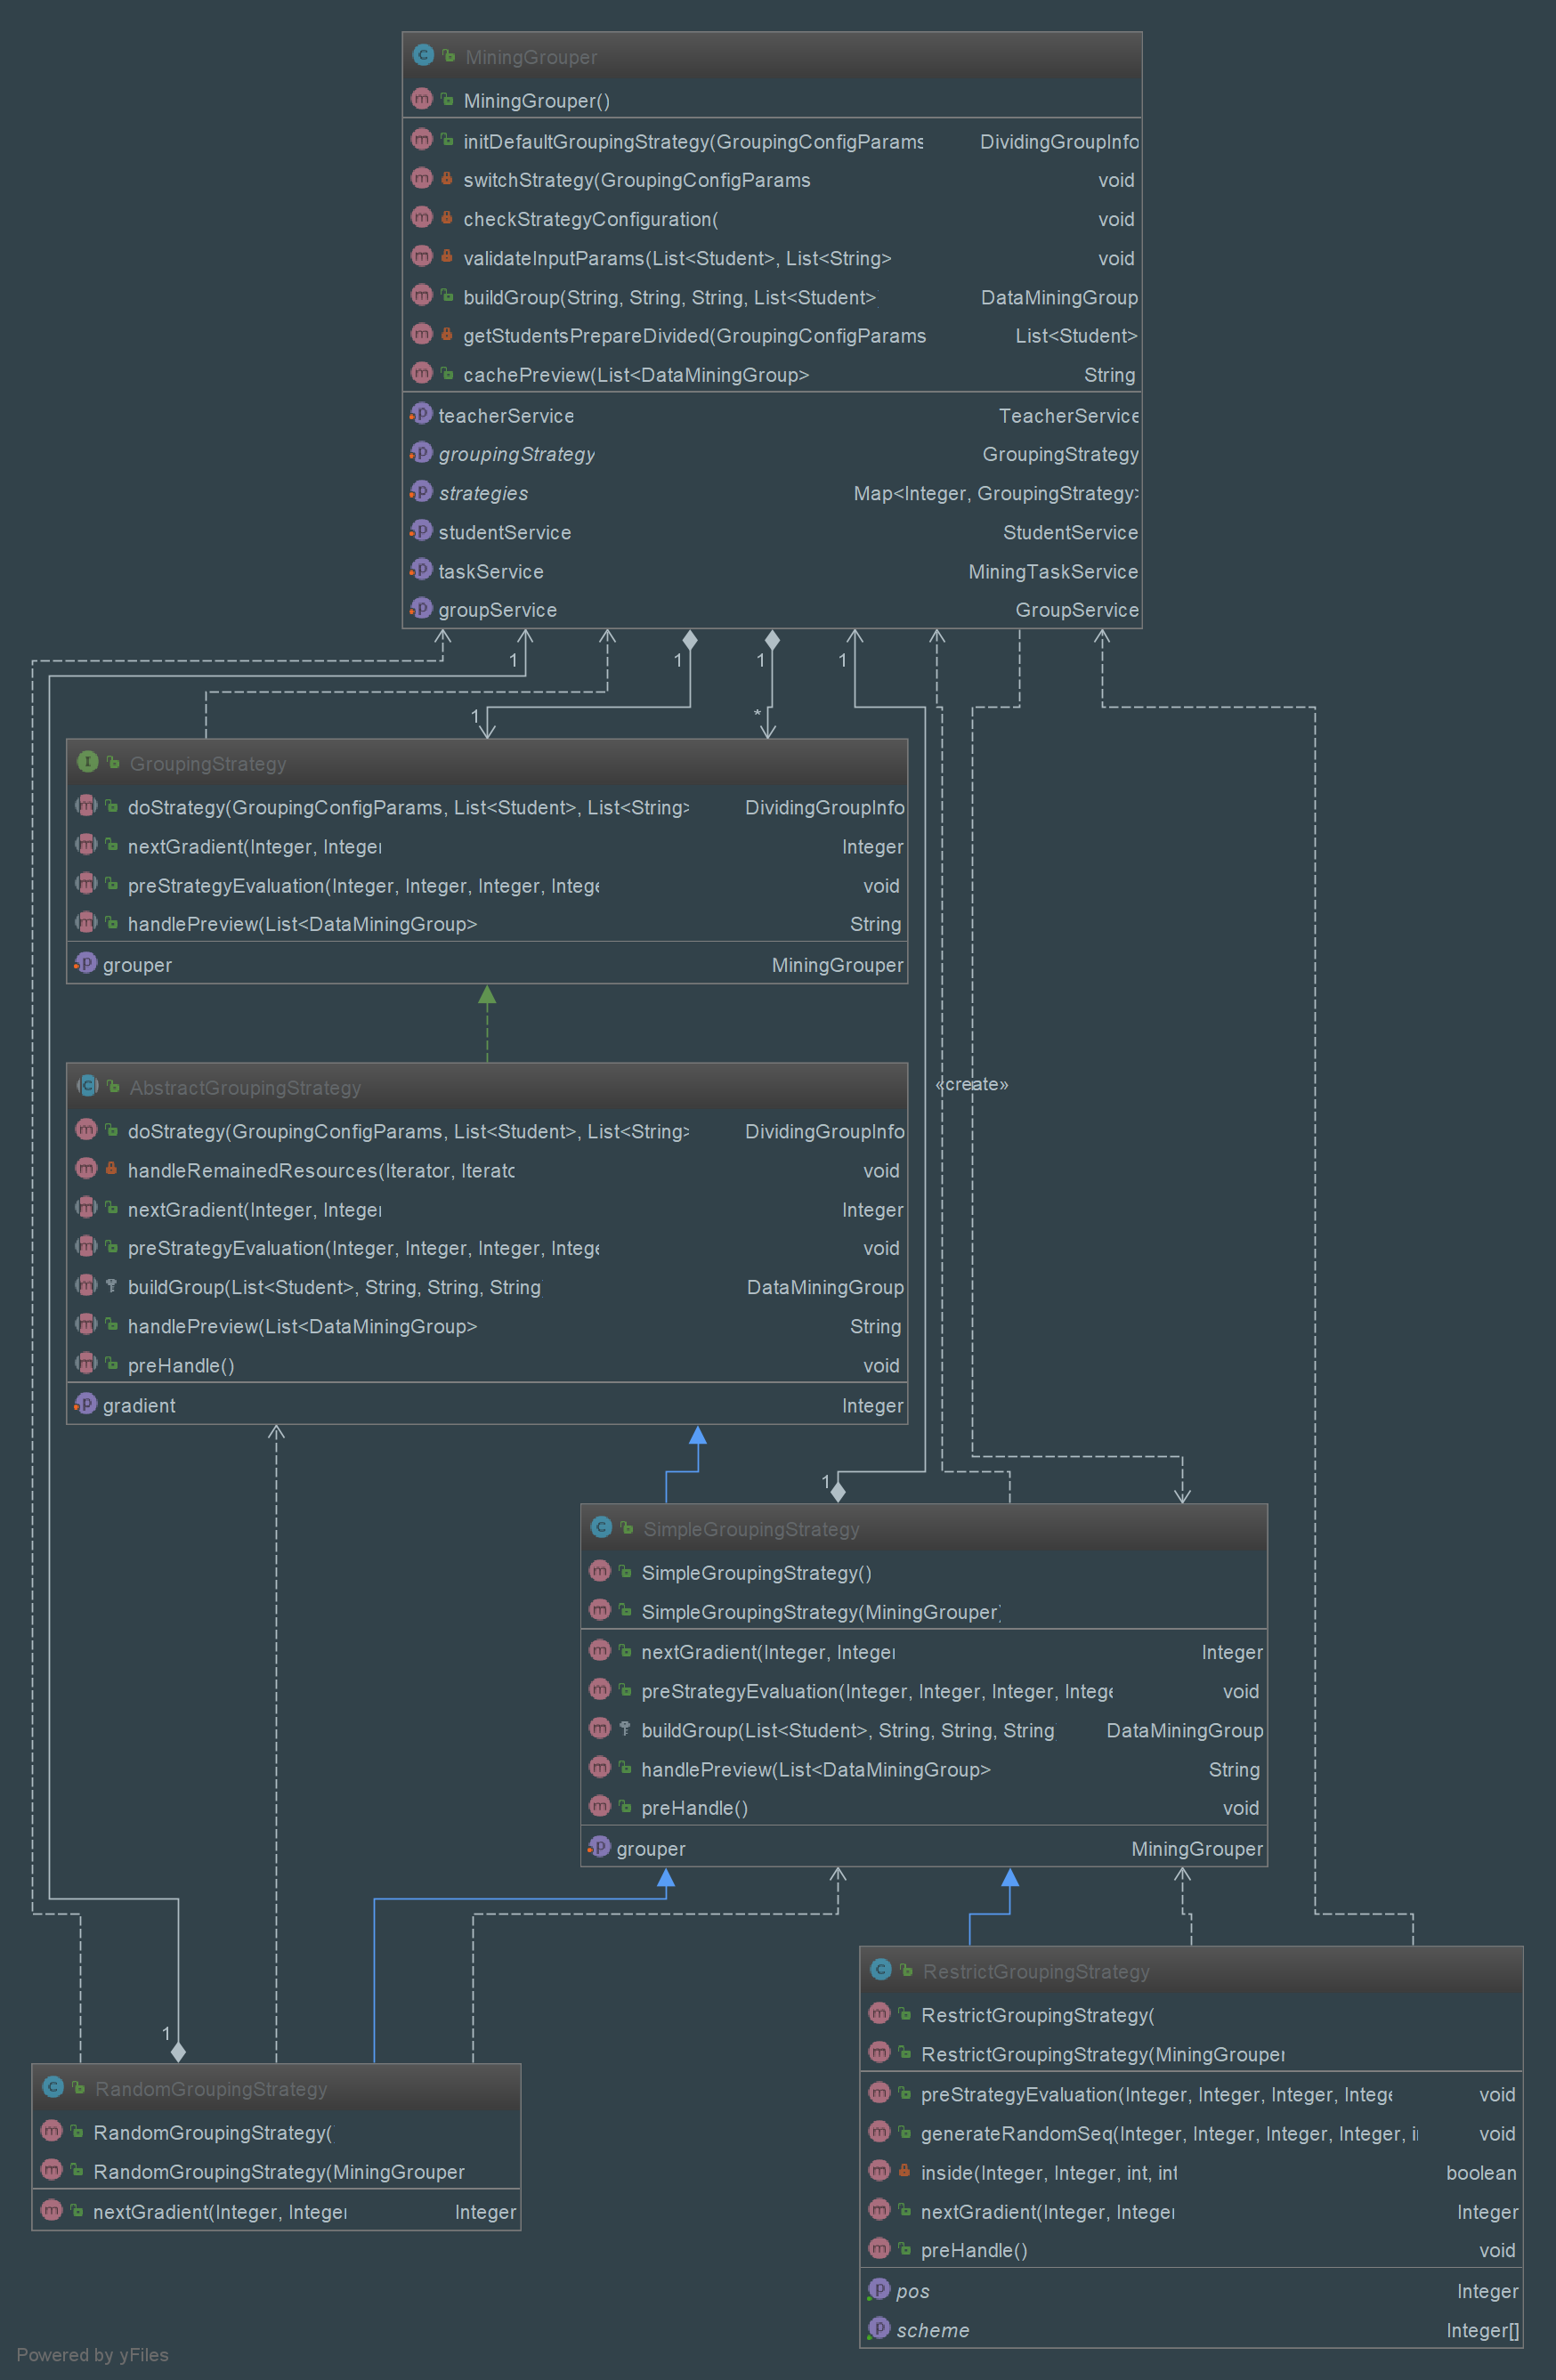 MiningGrouper
MiningGrouper()
initDefaultGroupingStrategy(GroupingConfigParams DividingGroupInfo
switchStrategy(GroupingConfigParams void
checkStrategyConfiguration( void
validateInputParams(List<Student>, List<String> void
buildGroup(String, String, String, List<Student> DataMiningGroup
getStudentsPrepareDivided(GroupingConfigParams List<Student>
cachePreview(List<DataMiningGroup> String
teacherService TeacherService
groupingStrategy GroupingStrategy
strategies Map<Integer, GroupingStrategy>
studentService StudentService
taskService MiningTaskService
groupService GroupService
1 1 1 1
1 *
GroupingStrategy
doStrategy(GroupingConfigParams, List<Student>, List<String> DividingGroupInfo
nextGradient(Integer, Integer Integer
preStrategyEvaluation(Integer, Integer, Integer, Intege void
handlePreview(List<DataMiningGroup> String
grouper MiningGrouper
AbstractGroupingStrategy
«create»
doStrategy(GroupingConfigParams, List<Student>, List<String> DividingGroupInfo
handleRemainedResources(Iterator, Iterato void
nextGradient(Integer, Integer Integer
preStrategyEvaluation(Integer, Integer, Integer, Intege void
buildGroup(List<Student>, String, String, String DataMiningGroup
handlePreview(List<DataMiningGroup> String
preHandle() void
gradient Integer
1
SimpleGroupingStrategy
SimpleGroupingStrategy()
SimpleGroupingStrategy(MiningGrouper)
nextGradient(Integer, Integer Integer
preStrategyEvaluation(Integer, Integer, Integer, Intege void
buildGroup(List<Student>, String, String, String DataMiningGroup
handlePreview(List<DataMiningGroup> String
preHandle() void
grouper MiningGrouper
1
RandomGroupingStrategy
RandomGroupingStrategy(
RandomGroupingStrategy(MiningGrouper
nextGradient(Integer, Integer Integer
RestrictGroupingStrategy
RestrictGroupingStrategy(
RestrictGroupingStrategy(MiningGrouper
preStrategyEvaluation(Integer, Integer, Integer, Intege void
generateRandomSeq(Integer, Integer, Integer, Integer, i void
inside(Integer, Integer, int, int boolean
nextGradient(Integer, Integer Integer
preHandle() void
pos Integer
scheme Integer[]
Powered by yFiles